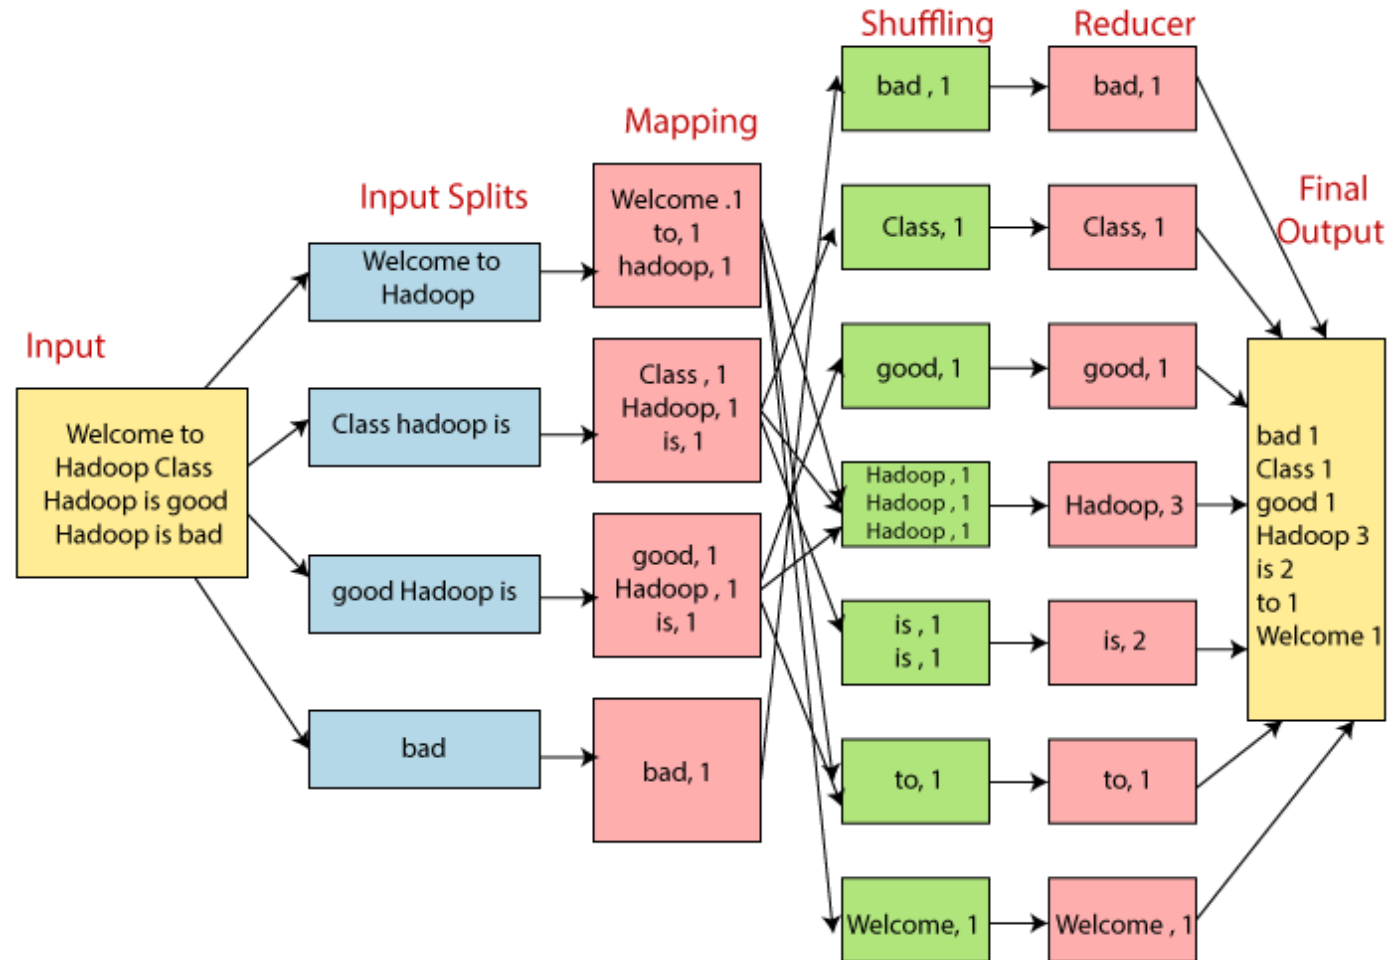 Input
Welcome to
Hadoop Class
Hadoop is good
Hadoop is bad
Input Splits
Welcome to
Hadoop
Class hadoop is
good Hadoop is
bad
Mapping
Welcome .1
to, 1
hadoop, 1
Class , 1
Hadoop, 1
is, 1
good, 1
Hadoop , 1
is, 1
bad, 1
Shuffling
bad , 1
Class, 1
good, 1
Hadoop , 1
Hadoop , 1
Hadoop , 1
is , 1
is , 1
to, 1
Welcome, 1
Reducer
bad, 1
Class, 1
good, 1
Hadoop, 3
is, 2
to, 1
Welcome , 1
Final
Output
bad 1
Class 1
good 1
Hadoop 3
is 2
to 1
Welcome 1